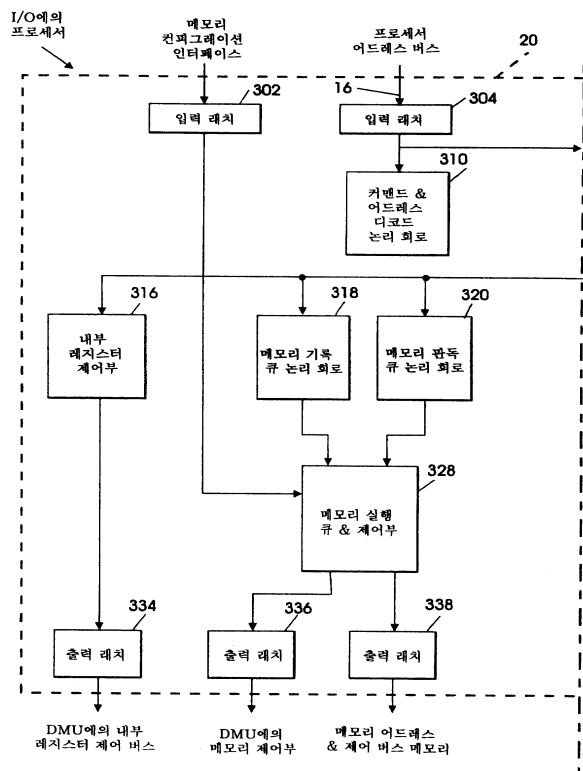 I/O에의
프로세서
메모리
컨피그레이션
인터페이스
프로세서
어드레스 버스
20
302
16
304
입력 래치
입력 래치
310
커맨드 &
어드레스
디코드
논리 회로
316
318
320
내부
레지스터
제어부
메모리 기록
큐 논리 회로
메모리 판독
큐 논리 회로
328
메모리 실행
큐 & 제어부
334
336
338
출력 래치
출력 래치
출력 래치
DMU에의 내부
레지스터 제어 버스
DMU에의
메모리 제어부
메모리 어드레스
& 제어 버스 메모리